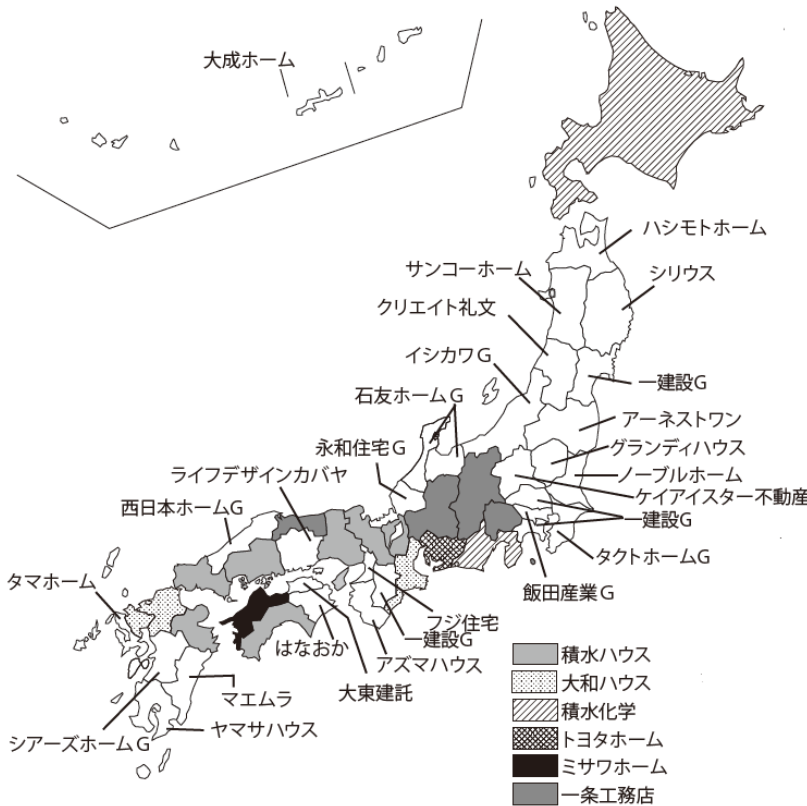 大成ホーム
ハシモトホーム
サンコーホーム
シリウス
クリエイト礼文
イシカワG
石友ホームG
一建設G
アーネストワン
永和住宅G
グランディハウス
ライフデザインカバヤ
ノーブルホーム
ケイアイスター不動産
西日本ホームG
一建設G
タクトホームG
タマホーム
飯田産業G
フジ住宅
一建設G
はなおか
アズマハウス
大東建託
マエムラ
ヤマサハウス
シアーズホームG
積水ハウス
大和ハウス
積水化学
トヨタホーム
ミサワホーム
一条工務店